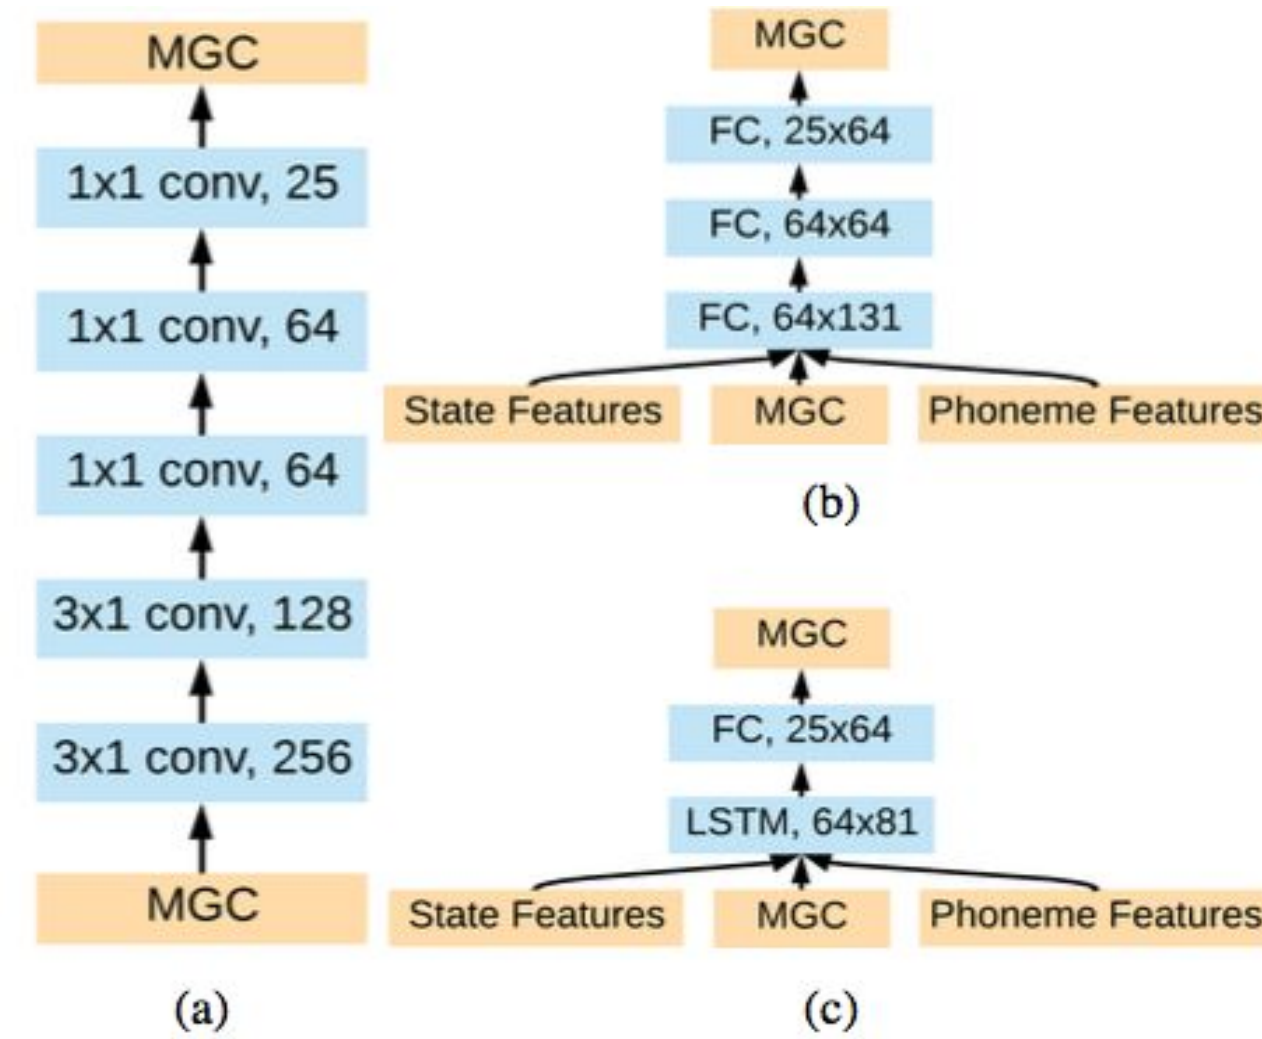 MGC
1x1 conv, 25
1x1 conv, 64
1x1 conv, 64
3x1 conv, 128
3x1 conv, 256
MGC
(a)
MGC
FC, 25x64
FC, 64x64
FC, 64x131
State Features
MGC
Phoneme Features
(b)
MGC
FC, 25x64
LSTM, 64x81
State Features
MGC
Phoneme Features
(c)